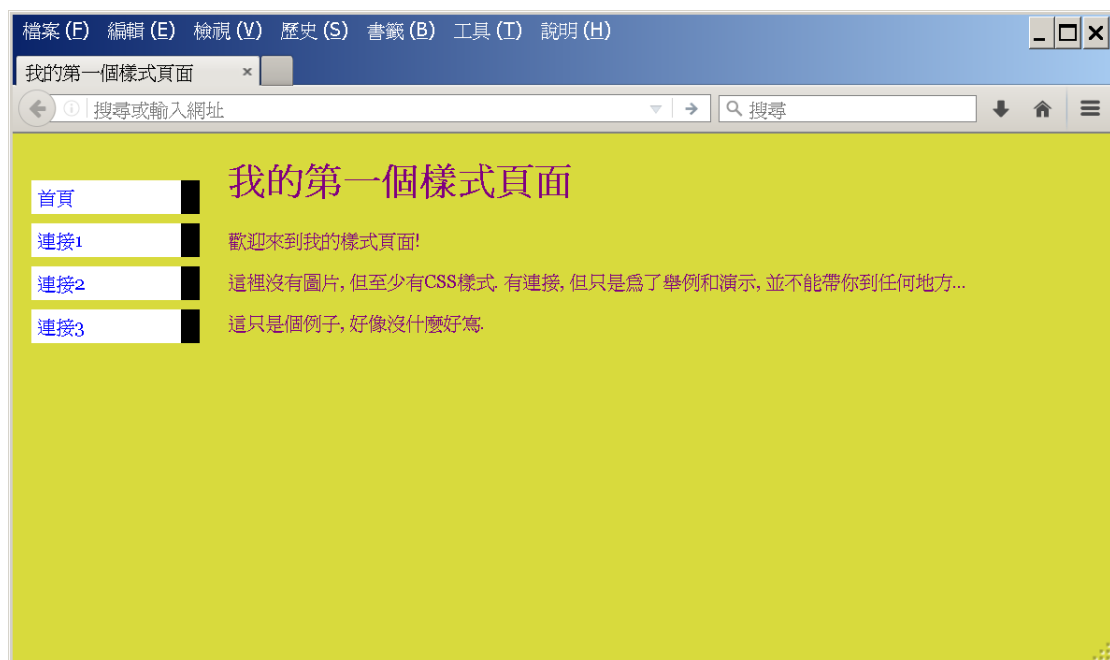 檔案(F) 編輯(E) 檢視(V) 歷史(S) 書籤(B) 工具(T) 說明(H)
我的第一個樣式頁面 ×
搜尋或輸入網址 搜尋
我的第一個樣式頁面
首頁
連接1
連接2
連接3
歡迎來到我的樣式頁面!
這裡沒有圖片, 但至少有CSS樣式. 有連接, 但只是爲了舉例和演示, 並不能帶你到任何地方...
這只是個例子, 好像沒什麼好寫.